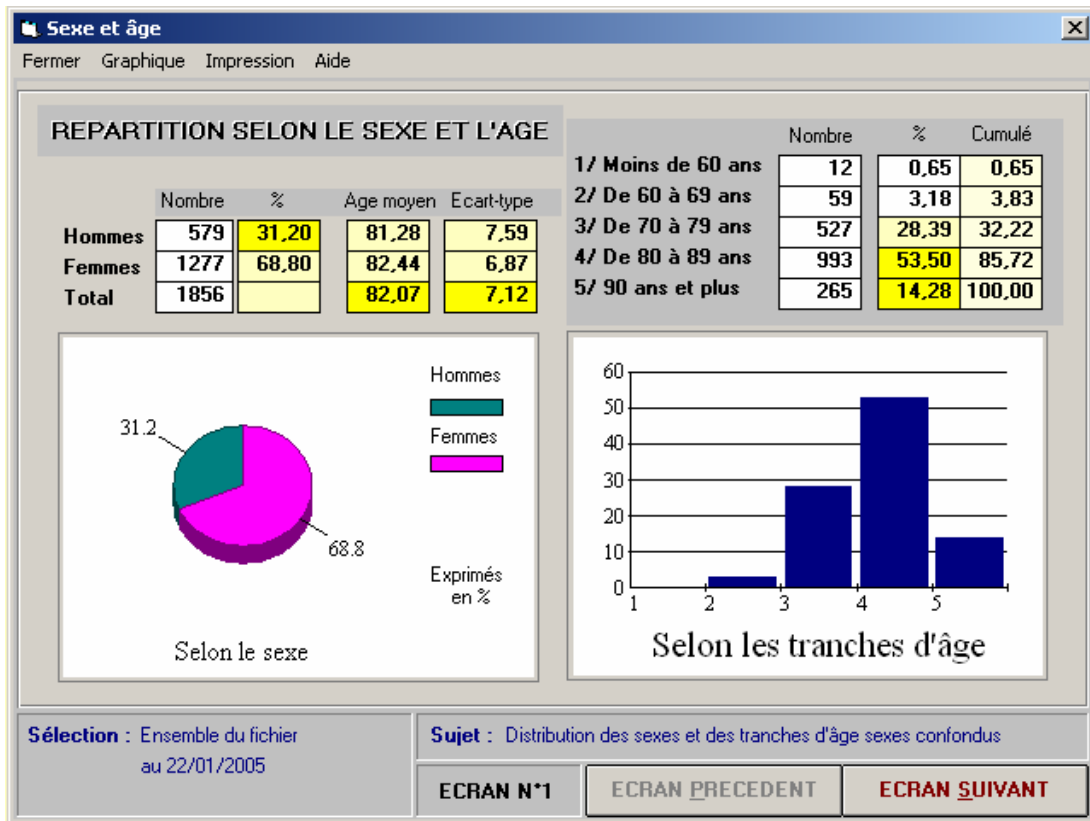 Sexe et âge
Fermer Graphique Impression Aide
REPARTITION SELON LE SEXE ET L'AGE
Nombre % Age moyen Ecart-type
Hommes 579 31,20 81,28 7,59
Femmes 1277 68,80 82,44 6,87
Total 1856 82,07 7,12
Nombre % Cumulé
1/ Moins de 60 ans 12 0,65 0,65
2/ De 60 à 69 ans 59 3,18 3,83
3/ De 70 à 79 ans 527 28,39 32,22
4/ De 80 à 89 ans 993 53,50 85,72
5/ 90 ans et plus 265 14,28 100,00
Hommes
Femmes
31.2
68.8
Exprimés
en %
Selon le sexe
60
50
40
30
20
10
0
1 2 3 4 5
Selon les tranches d'âge
Sélection : Ensemble du fichier
au 22/01/2005
Sujet : Distribution des sexes et des tranches d'âge sexes confondus
ECRAN N°1 ECRAN PRECEDENT ECRAN SUIVANT